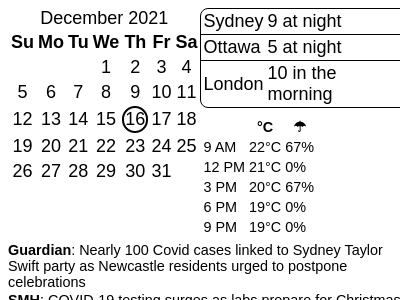 December 2021
Su Mo Tu We Th Fr Sa
1 2 3 4
5 6 7 8 9 10 11
12 13 14 15 16 17 18
19 20 21 22 23 24 25
26 27 28 29 30 31
Sydney 9 at night
Ottawa 5 at night
London 10 in the
morning
°C ☂
9 AM 22°C 67%
12 PM 21°C 0%
3 PM 20°C 67%
6 PM 19°C 0%
9 PM 19°C 0%
Guardian: Nearly 100 Covid cases linked to Sydney Taylor
Swift party as Newcastle residents urged to postpone
celebrations
SMH: COVID-19 testing surges as labs prepare for Christmas